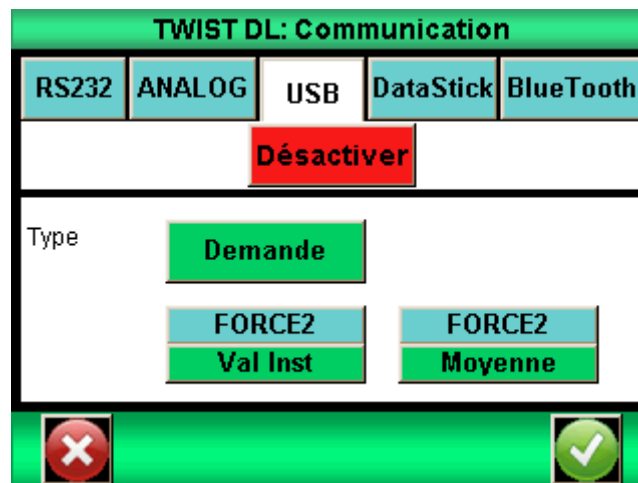 TWIST DL: Communication
RS232 ANALOG USB DataStick BlueTooth
Désactiver
Type Demande
FORCE2 FORCE2
Val Inst Moyenne